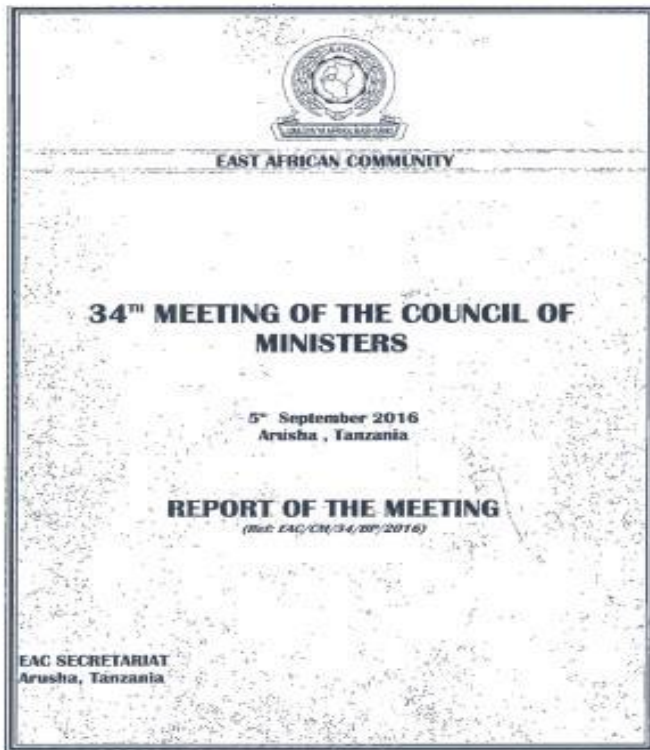 EAST AFRICAN COMMUNITY
34TH MEETING OF THE COUNCIL OF
MINISTERS
5th September 2016
Arusha , Tanzania
REPORT OF THE MEETING
(Ref: EAC/CM/34/BP/2016)
EAC SECRETARIAT
Arusha, Tanzania